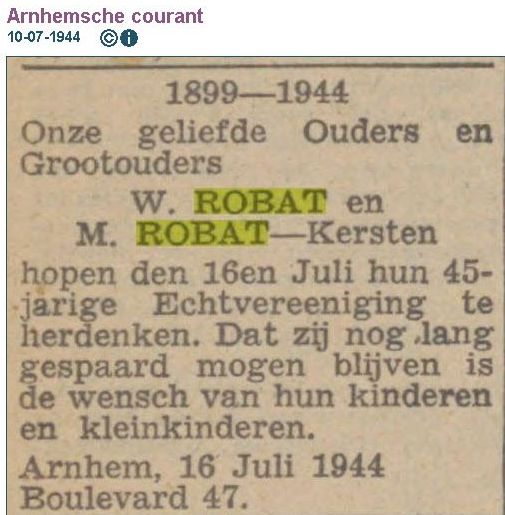 Arnhemsche courant
10-07-1944 © i
1899—1944
Onze geliefde Ouders en
Grootouders
W. ROBAT en
M. ROBAT—Kersten
hopen den 16en Juli hun 45-
jarige Echtvereeniging te
herdenken. Dat zij nog lang
gespaard mogen blijven is
de wensch van hun kinderen
en kleinkinderen.
Arnhem, 16 Juli 1944
Boulevard 47.